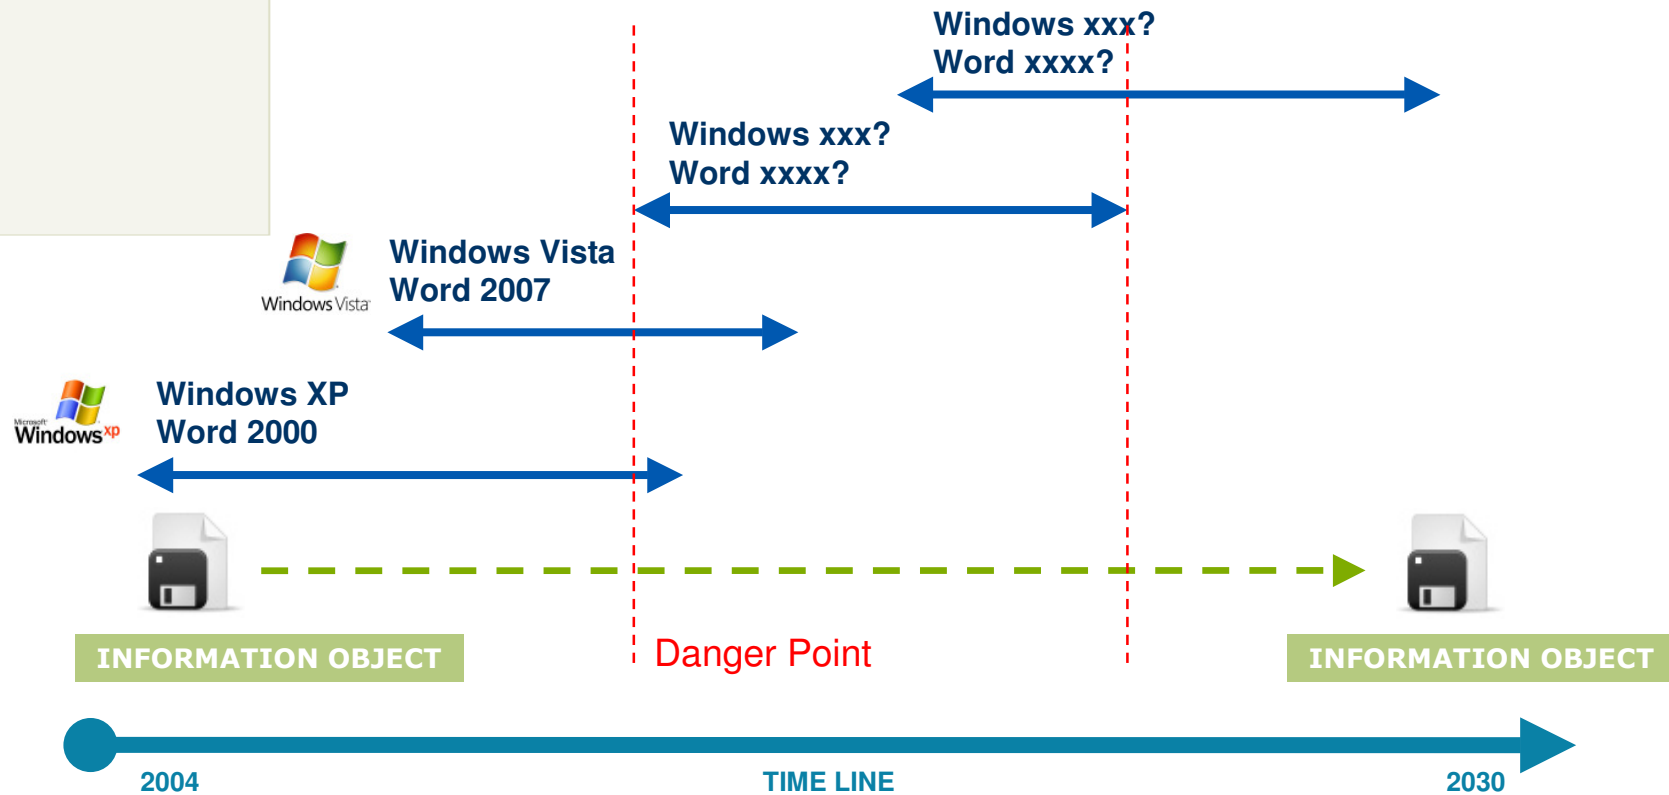 Windows xxx?
Word xxxx?
Windows xxx?
Word xxxx?
Windows Vista
Windows Vista
Word 2007
Microsoft
Windows xp
Windows XP
Word 2000
INFORMATION OBJECT
Danger Point
INFORMATION OBJECT
2004
TIME LINE
2030